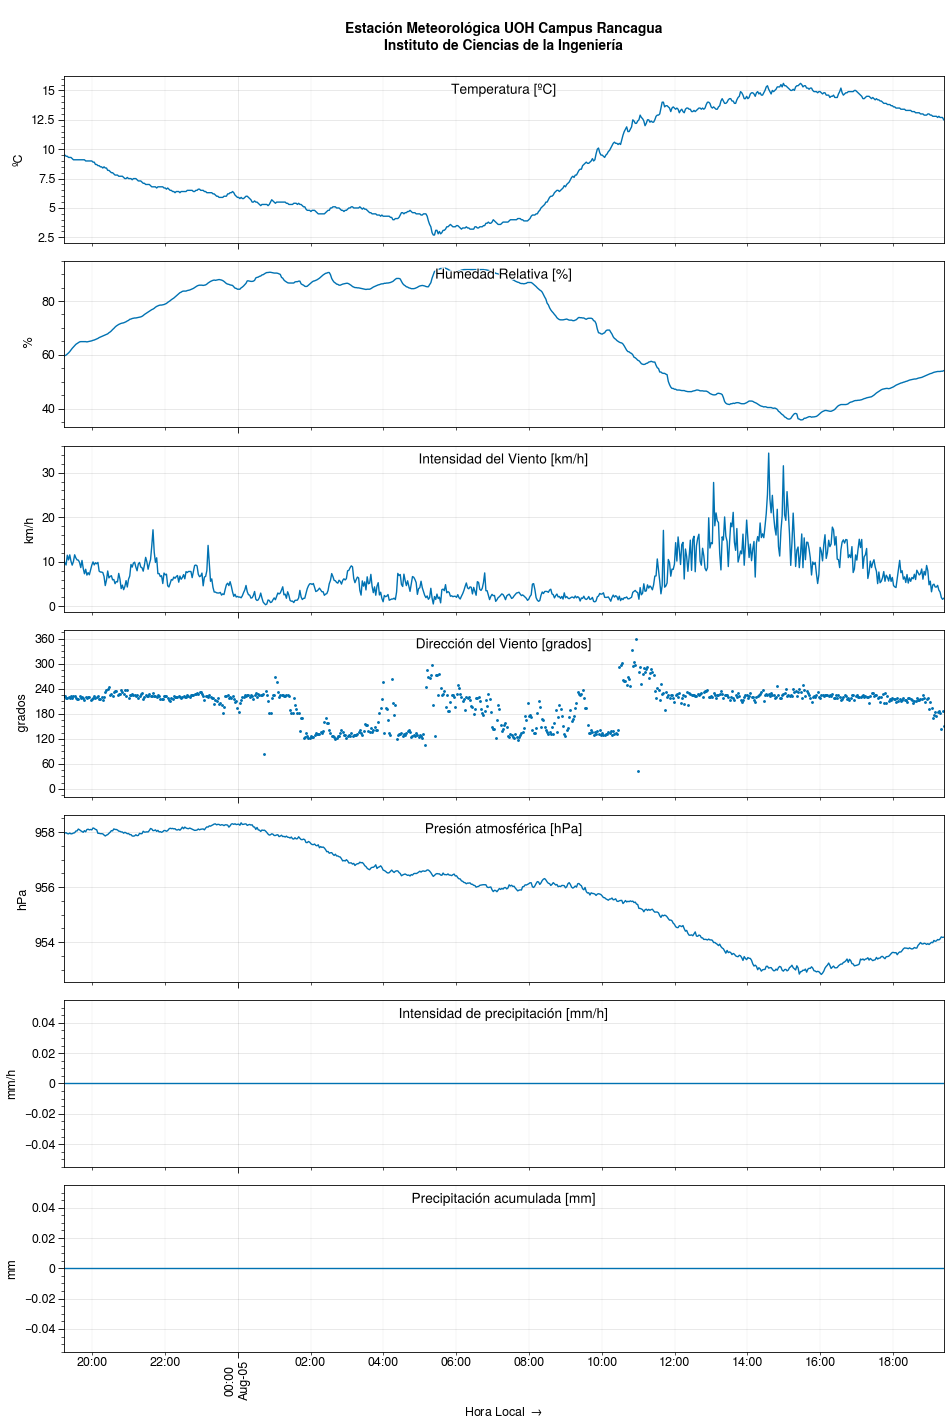 Estación Meteorológica UOH Campus Rancagua
Instituto de Ciencias de la Ingeniería
Temperatura [ºC]
ºC
15
12.5
10
7.5
5
2.5
Humedad Relativa [%]
%
80
60
40
Intensidad del Viento [km/h]
km/h
30
20
10
0
Dirección del Viento [grados]
grados
360
300
240
180
120
60
0
Presión atmosférica [hPa]
hPa
958
956
954
Intensidad de precipitación [mm/h]
mm/h
0.04
0.02
0
−0.02
−0.04
Precipitación acumulada [mm]
mm
0.04
0.02
0
−0.02
−0.04
20:00 22:00 00:00 02:00 04:00 06:00 08:00 10:00 12:00 14:00 16:00 18:00
Aug-05
Hora Local →